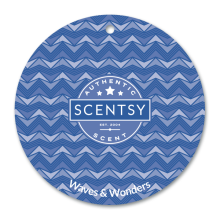 AUTHENTIC
SCENTSY
EST. 2004
SCENT
Waves & Wonders